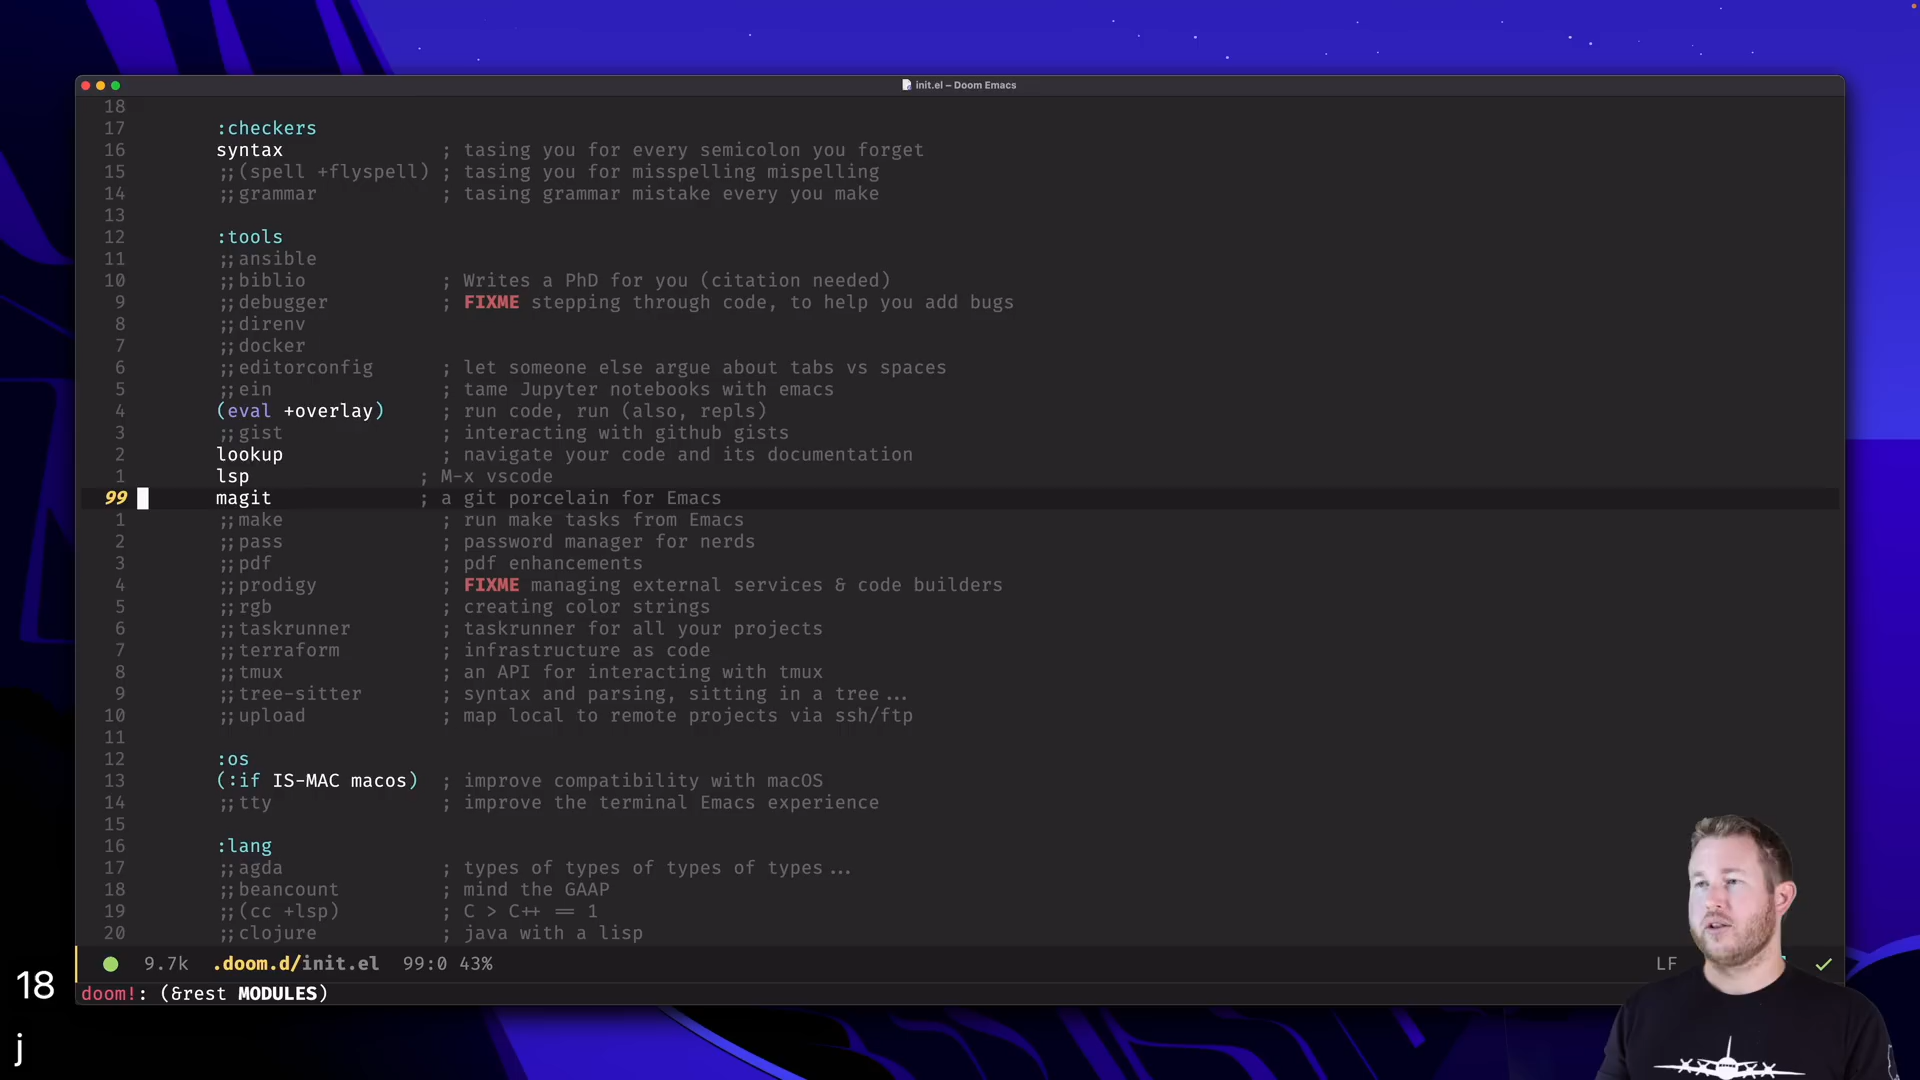 init.el – Doom Emacs
18
17 :checkers
16 syntax ; tasing you for every semicolon you forget
15 ;;(spell +flyspell) ; tasing you for misspelling mispelling
14 ;;grammar ; tasing grammar mistake every you make
13
12 :tools
11 ;;ansible
10 ;;biblio ; Writes a PhD for you (citation needed)
9 ;;debugger ; FIXME stepping through code, to help you add bugs
8 ;;direnv
7 ;;docker
6 ;;editorconfig ; let someone else argue about tabs vs spaces
5 ;;ein ; tame Jupyter notebooks with emacs
4 (eval +overlay) ; run code, run (also, repls)
3 ;;gist ; interacting with github gists
2 lookup ; navigate your code and its documentation
1 lsp ; M-x vscode
99 magit ; a git porcelain for Emacs
1 ;;make ; run make tasks from Emacs
2 ;;pass ; password manager for nerds
3 ;;pdf ; pdf enhancements
4 ;;prodigy ; FIXME managing external services & code builders
5 ;;rgb ; creating color strings
6 ;;taskrunner ; taskrunner for all your projects
7 ;;terraform ; infrastructure as code
8 ;;tmux ; an API for interacting with tmux
9 ;;tree-sitter ; syntax and parsing, sitting in a tree...
10 ;;upload ; map local to remote projects via ssh/ftp
11
12 :os
13 (:if IS-MAC macos) ; improve compatibility with macOS
14 ;;tty ; improve the terminal Emacs experience
15
16 :lang
17 ;;agda ; types of types of types of types...
18 ;;beancount ; mind the GAAP
19 ;;(cc +lsp) ; C > C++ == 1
20 ;;clojure ; java with a lisp
9.7k .doom.d/init.el 99:0 43% LF
doom!: (&rest MODULES)
18
j